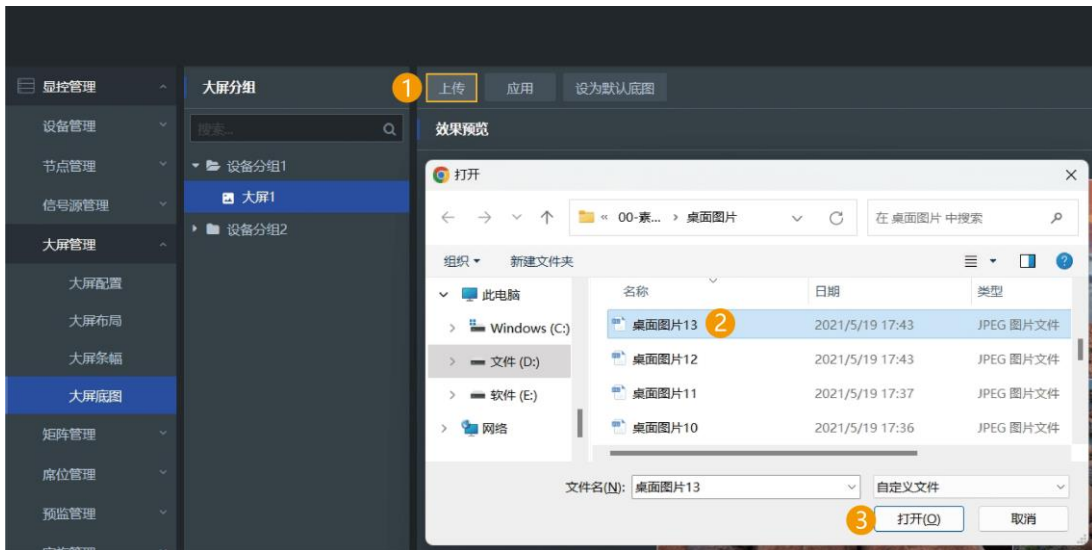 显控管理
设备管理
节点管理
信号源管理
大屏管理
大屏配置
大屏布局
大屏条幅
大屏底图
矩阵管理
席位管理
预监管理
大屏分组
搜索...
设备分组1
大屏1
设备分组2
1 上传 应用 设为默认底图
效果预览
打开
« 00-素... › 桌面图片
在 桌面图片 中搜索
组织 新建文件夹
此电脑
Windows (C:)
文件 (D:)
软件 (E:)
网络
名称 日期 类型
桌面图片13 2 2021/5/19 17:43 JPEG 图片文件
桌面图片12 2021/5/19 17:43 JPEG 图片文件
桌面图片11 2021/5/19 17:37 JPEG 图片文件
桌面图片10 2021/5/19 17:36 JPEG 图片文件
文件名(N): 桌面图片13 自定义文件
3 打开(O) 取消